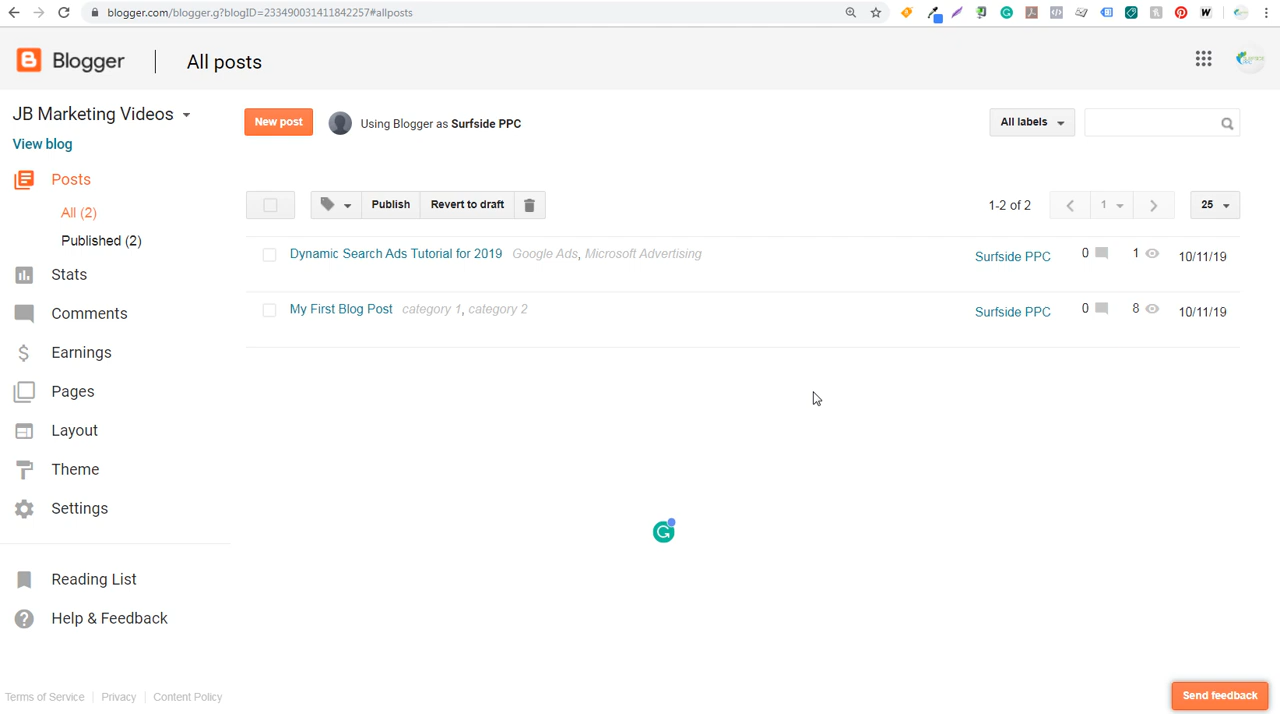 blogger.com/blogger.g?blogID=233490031411842257#allposts
Blogger
All posts
JB Marketing Videos
View blog
New post
Using Blogger as Surfside PPC
All labels
Posts
All (2)
Published (2)
Stats
Comments
Earnings
Pages
Layout
Theme
Settings
Reading List
Help & Feedback
Publish
Revert to draft
1-2 of 2
1
25
Dynamic Search Ads Tutorial for 2019 Google Ads, Microsoft Advertising
Surfside PPC 0 1 10/11/19
My First Blog Post category 1, category 2
Surfside PPC 0 8 10/11/19
Terms of Service Privacy Content Policy
Send feedback